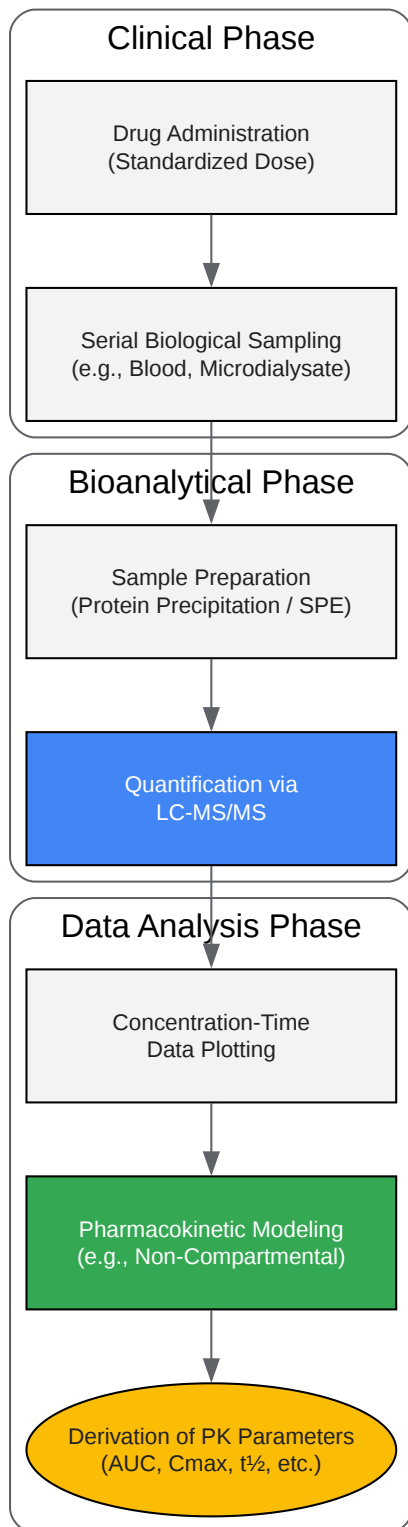 Clinical Phase
Drug Administration
(Standardized Dose)
Serial Biological Sampling
(e.g., Blood, Microdialysate)
Bioanalytical Phase
Sample Preparation
(Protein Precipitation / SPE)
Quantification via
LC-MS/MS
Data Analysis Phase
Concentration-Time
Data Plotting
Pharmacokinetic Modeling
(e.g., Non-Compartmental)
Derivation of PK Parameters
(AUC, Cmax, t½, etc.)